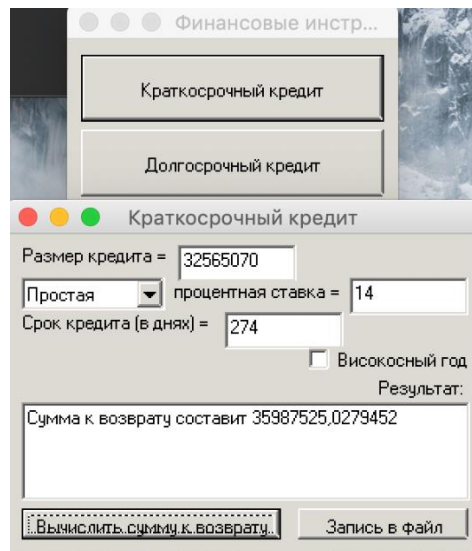 Финансовые инстр...
Краткосрочный кредит
Долгосрочный кредит
Краткосрочный кредит
Размер кредита = 32565070
Простая процентная ставка = 14
Срок кредита (в днях) = 274
Високосный год
Результат:
Сумма к возврату составит 35987525,0279452
Вычислить сумму к возврату Запись в файл